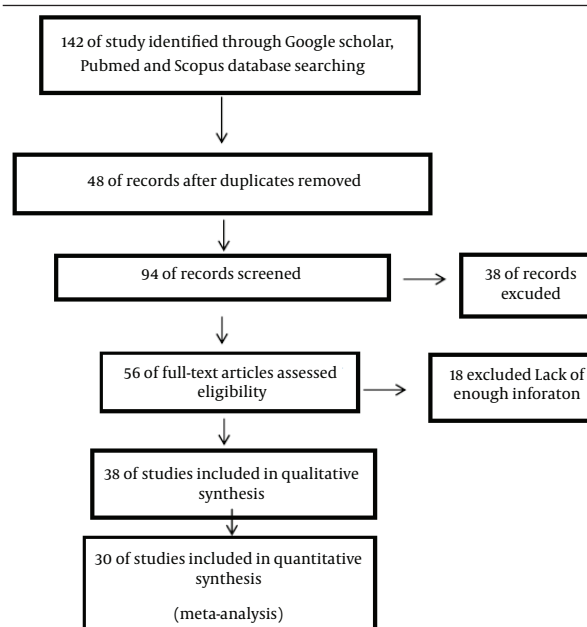 142 of study identified through Google scholar,
Pubmed and Scopus database searching
48 of records after duplicates removed
94 of records screened
38 of records
excuded
56 of full-text articles assessed
eligibility
18 excluded Lack of
enough inforaton
38 of studies included in qualitative
synthesis
30 of studies included in quantitative
synthesis
(meta-analysis)